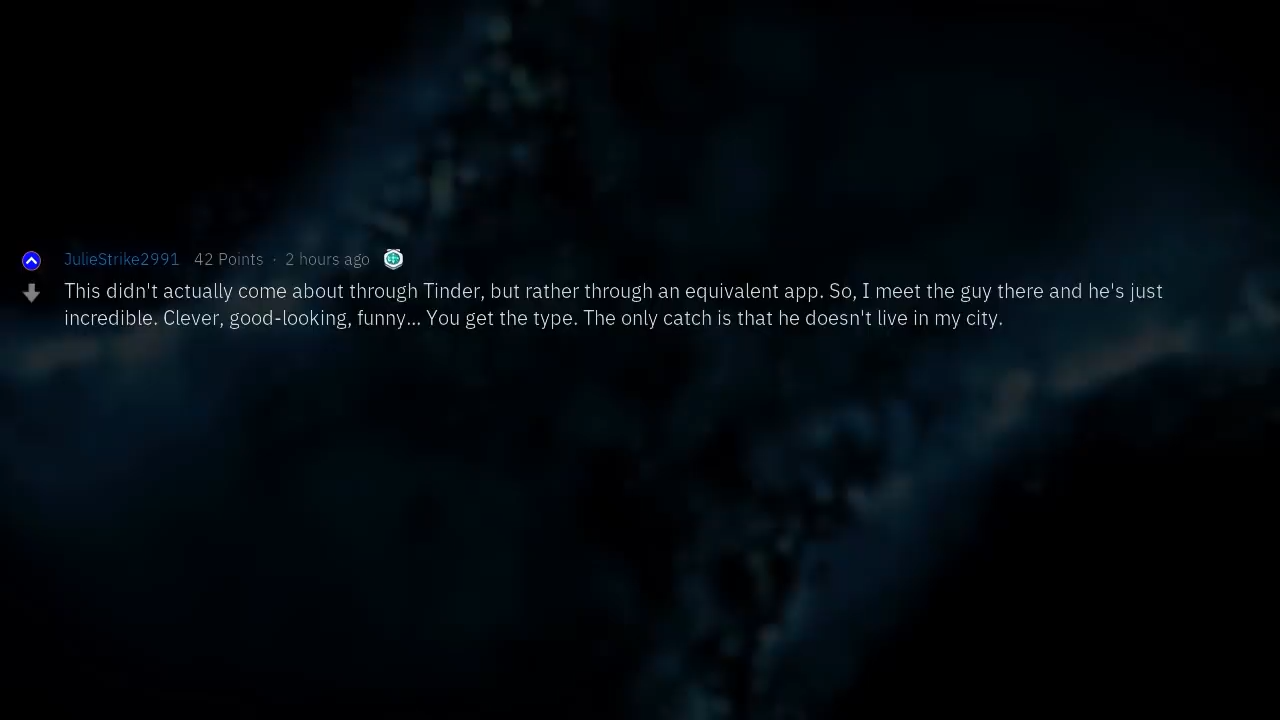 JulieStrike2991 42 Points · 2 hours ago
This didn't actually come about through Tinder, but rather through an equivalent app. So, I meet the guy there and he's just
incredible. Clever, good-looking, funny... You get the type. The only catch is that he doesn't live in my city.